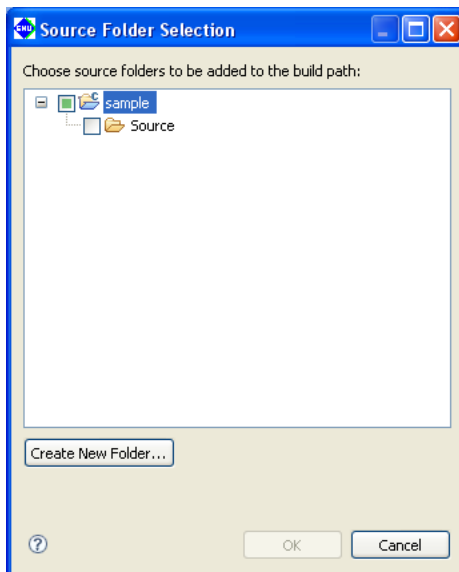 GNU Source Folder Selection
Choose source folders to be added to the build path:
sample
Source
Create New Folder...
OK
Cancel